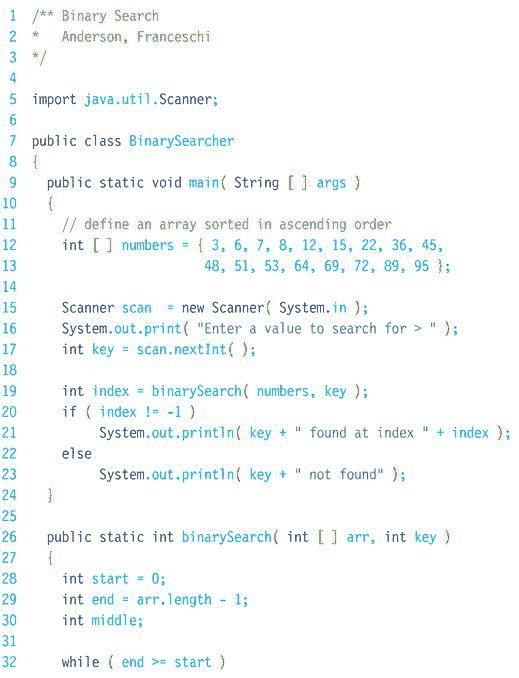 1 /** Binary Search
2 *   Anderson, Franceschi
3 */
4
5 import java.util.Scanner;
6
7 public class BinarySearcher
8 {
9   public static void main( String [ ] args )
10   {
11     // define an array sorted in ascending order
12     int [ ] numbers = { 3, 6, 7, 8, 12, 15, 22, 36, 45,
13                         48, 51, 53, 64, 69, 72, 89, 95 };
14
15     Scanner scan  = new Scanner( System.in );
16     System.out.print( "Enter a value to search for > " );
17     int key = scan.nextInt( );
18
19     int index = binarySearch( numbers, key );
20     if ( index != -1 )
21          System.out.println( key + " found at index " + index );
22     else
23          System.out.println( key + " not found" );
24   }
25
26   public static int binarySearch( int [ ] arr, int key )
27   {
28     int start = 0;
29     int end = arr.length - 1;
30     int middle;
31
32     while ( end >= start )